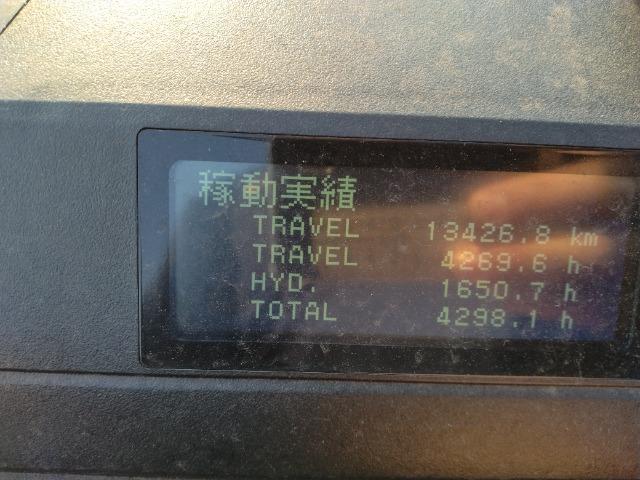 稼動実績
TRAVEL 13426.8 km
TRAVEL 4269.6 h
HYD. 1650.7 h
TOTAL 4298.1 h